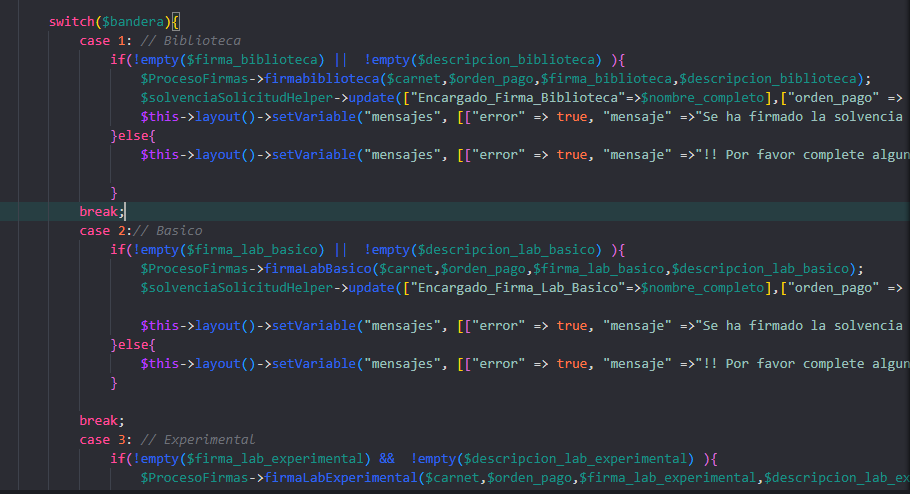 switch($bandera){
case 1: // Biblioteca
if(!empty($firma_biblioteca) ||  !empty($descripcion_biblioteca) ){
$ProcesoFirmas->firmabiblioteca($carnet,$orden_pago,$firma_biblioteca,$descripcion_biblioteca);
$solvenciaSolicitudHelper->update(["Encargado_Firma_Biblioteca"=>$nombre_completo],["orden_pago" =>
$this->layout()->setVariable("mensajes", [["error" => true, "mensaje" =>"Se ha firmado la solvencia
}else{
$this->layout()->setVariable("mensajes", [["error" => true, "mensaje" =>"!! Por favor complete algun
}
break;
case 2:// Basico
if(!empty($firma_lab_basico) ||  !empty($descripcion_lab_basico) ){
$ProcesoFirmas->firmaLabBasico($carnet,$orden_pago,$firma_lab_basico,$descripcion_lab_basico);
$solvenciaSolicitudHelper->update(["Encargado_Firma_Lab_Basico"=>$nombre_completo],["orden_pago" =>
$this->layout()->setVariable("mensajes", [["error" => true, "mensaje" =>"Se ha firmado la solvencia
}else{
$this->layout()->setVariable("mensajes", [["error" => true, "mensaje" =>"!! Por favor complete algun
}
break;
case 3: // Experimental
if(!empty($firma_lab_experimental) &&  !empty($descripcion_lab_experimental) ){
$ProcesoFirmas->firmaLabExperimental($carnet,$orden_pago,$firma_lab_experimental,$descripcion_lab_ex